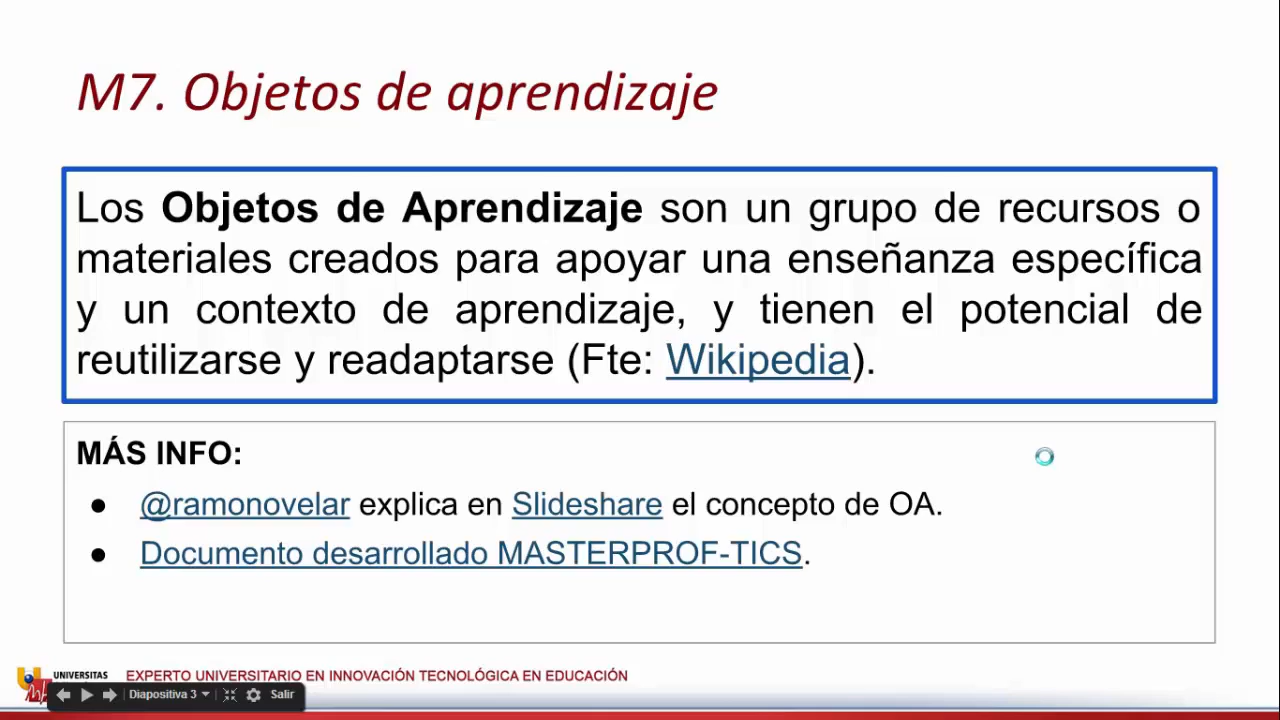 M7. Objetos de aprendizaje
Los Objetos de Aprendizaje son un grupo de recursos o
materiales creados para apoyar una enseñanza específica
y un contexto de aprendizaje, y tienen el potencial de
reutilizarse y readaptarse (Fte: Wikipedia).
MÁS INFO:
● @ramonovelar explica en Slideshare el concepto de OA.
● Documento desarrollado MASTERPROF-TICS.
UNIVERSITAS
EXPERTO UNIVERSITARIO EN INNOVACIÓN TECNOLÓGICA EN EDUCACIÓN
Diapositiva 3
Salir